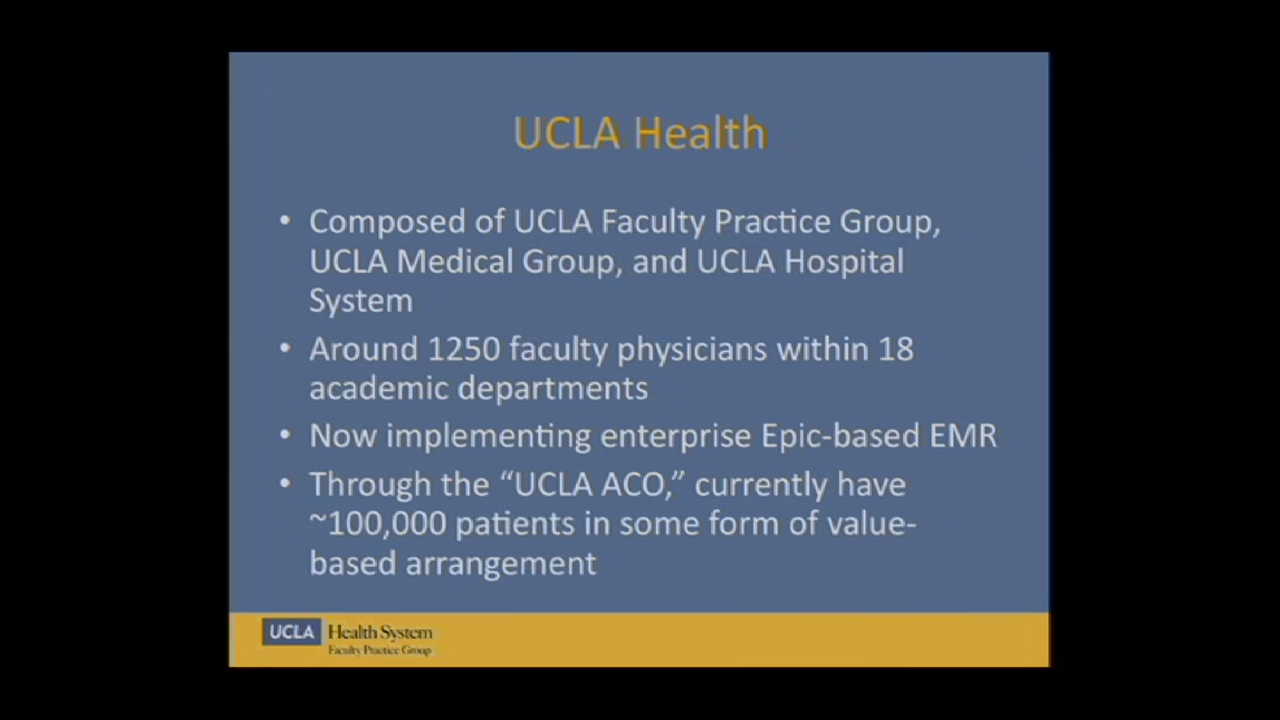 UCLA Health
• Composed of UCLA Faculty Practice Group,
UCLA Medical Group, and UCLA Hospital
System
• Around 1250 faculty physicians within 18
academic departments
• Now implementing enterprise Epic-based EMR
• Through the “UCLA ACO,” currently have
~100,000 patients in some form of value-
based arrangement
UCLA Health System
Faculty Practice Group